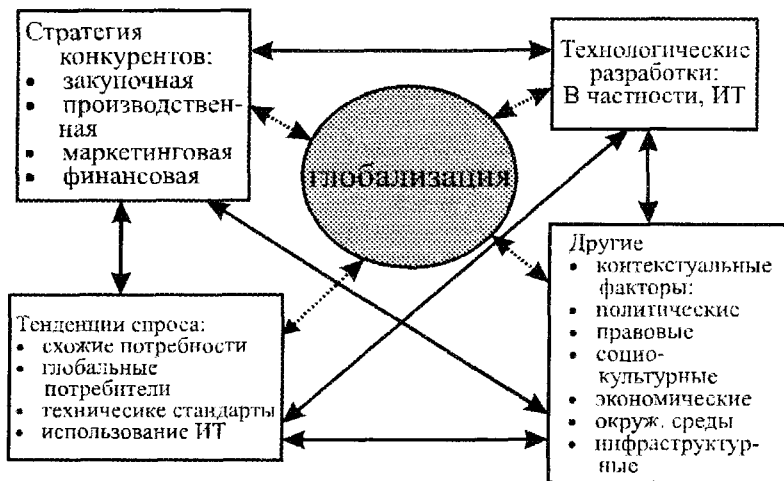 Стратегия
конкурентов:
• закупочная
• производствен-
ная
• маркетинговая
• финансовая
Технологические
разработки:
В частности, ИТ
глобализация
Тенденции спроса:
• схожие потребности
• глобальные
потребители
• техничесике стандарты
• использование ИТ
Другие
• контекстуальные
факторы:
• политические
• правовые
• социо-
культурные
• экономические
• окруж. среды
• инфраструктур-
ные